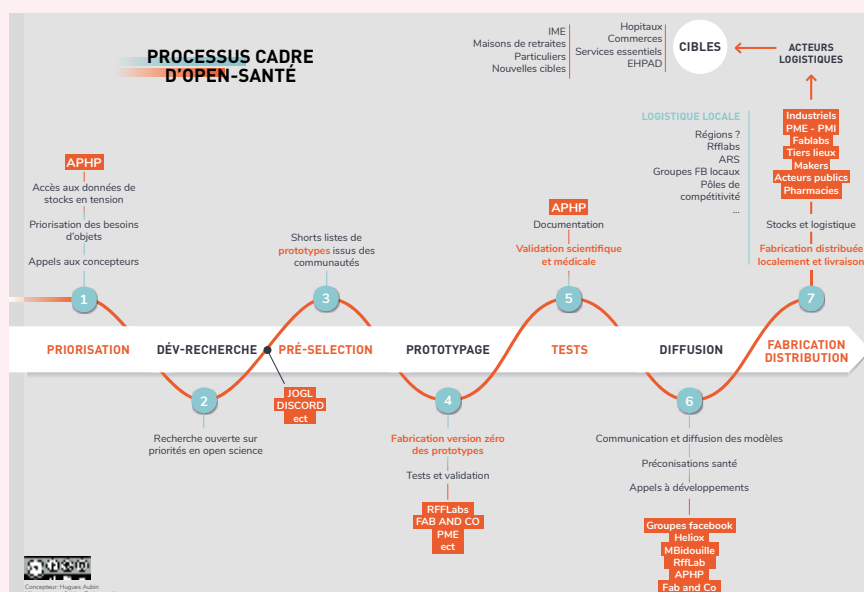 PROCESSUS CADRE
D'OPEN-SANTÉ
IME
Maisons de retraites
Particuliers
Nouvelles cibles
Hopitaux
Commerces
Services essentiels
EHPAD
CIBLES
ACTEURS
LOGISTIQUES
LOGISTIQUE LOCALE
Régions ?
Rfflabs
ARS
Groupes FB locaux
Pôles de
compétitivité
...
Industriels
PME - PMI
Fablabs
Tiers lieux
Makers
Acteurs publics
Pharmacies
Stocks et logistique
Fabrication distribuée
localement et livraison
7
APHP
Accès aux données de
stocks en tension
Priorisation des besoins
d'objets
Appels aux concepteurs
1
Shorts listes de
prototypes issus des
communautés
3
APHP
Documentation
Validation scientifique
et médicale
5
PRIORISATION
DÉV-RECHERCHE
PRÉ-SELECTION
PROTOTYPAGE
TESTS
DIFFUSION
FABRICATION
DISTRIBUTION
2
Recherche ouverte sur
priorités en open science
JOGL
DISCORD
ect
4
Fabrication version zéro
des prototypes
Tests et validation
RFFLabs
FAB AND CO
PME
ect
6
Communication et diffusion des modèles
Préconisations santé
Appels à développements
Groupes facebook
Heliox
MBidouille
RffLab
APHP
Fab and Co
Concepteur: Hugues Aubin